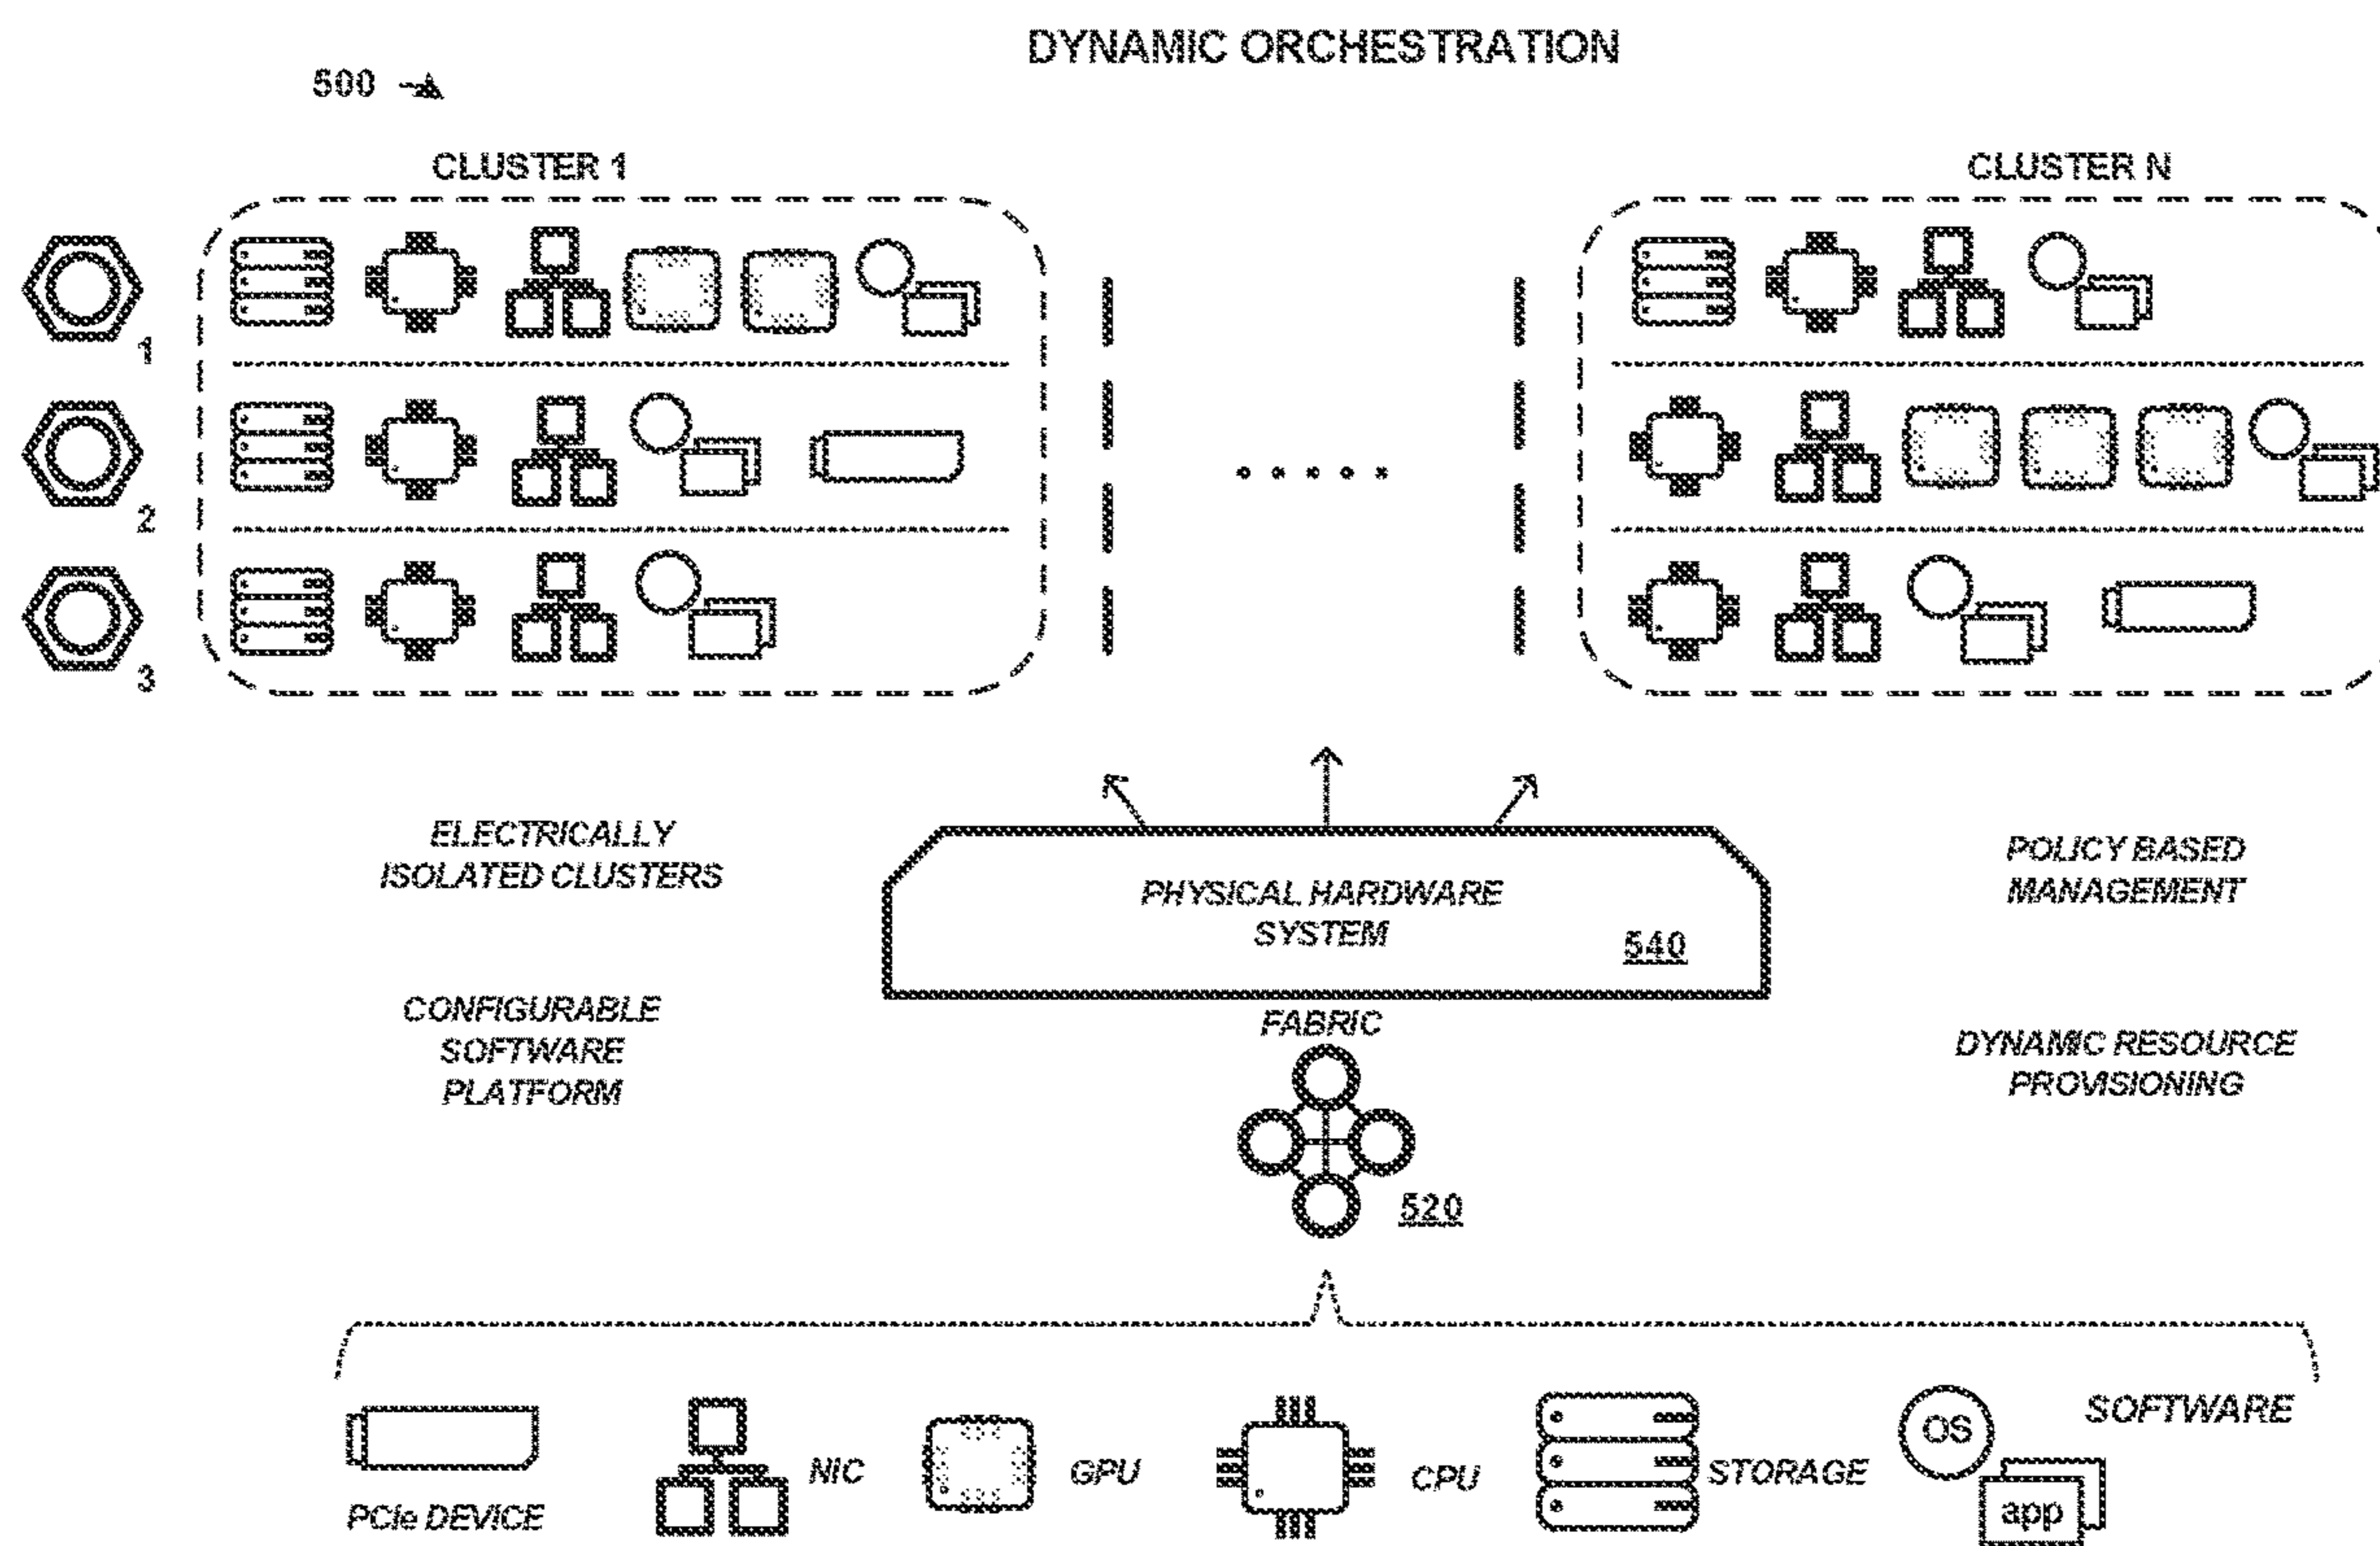 DYNAMIC ORCHESTRATION
500
CLUSTER 1
CLUSTER N
1
2
3
ELECTRICALLY
ISOLATED CLUSTERS
POLICY BASED
MANAGEMENT
PHYSICAL HARDWARE
SYSTEM
540
CONFIGURABLE
SOFTWARE
PLATFORM
FABRIC
DYNAMIC RESOURCE
PROVISIONING
520
PCIe DEVICE
NIC
GPU
CPU
STORAGE
OS
app
SOFTWARE